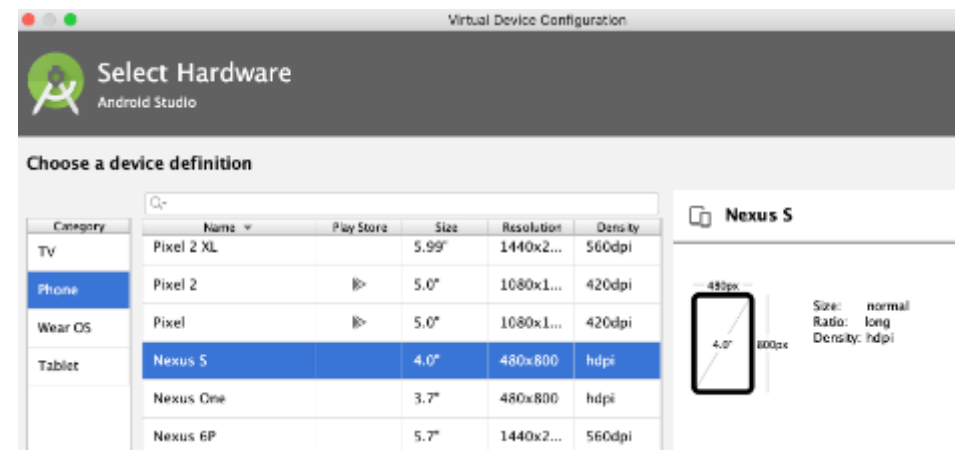 Virtual Device Configuration
Select Hardware
Android Studio
Choose a device definition
Category
TV
Phone
Wear OS
Tablet
Name Play Store Size Resolution Density
Pixel 2 XL 5.99" 1440x2... 560dpi
Pixel 2 5.0" 1080x1... 420dpi
Pixel 5.0" 1080x1... 420dpi
Nexus S 4.0" 480x800 hdpi
Nexus One 3.7" 480x800 hdpi
Nexus 6P 5.7" 1440x2... 560dpi
Nexus S
480px
4.0"
800px
Size: normal
Ratio: long
Density: hdpi